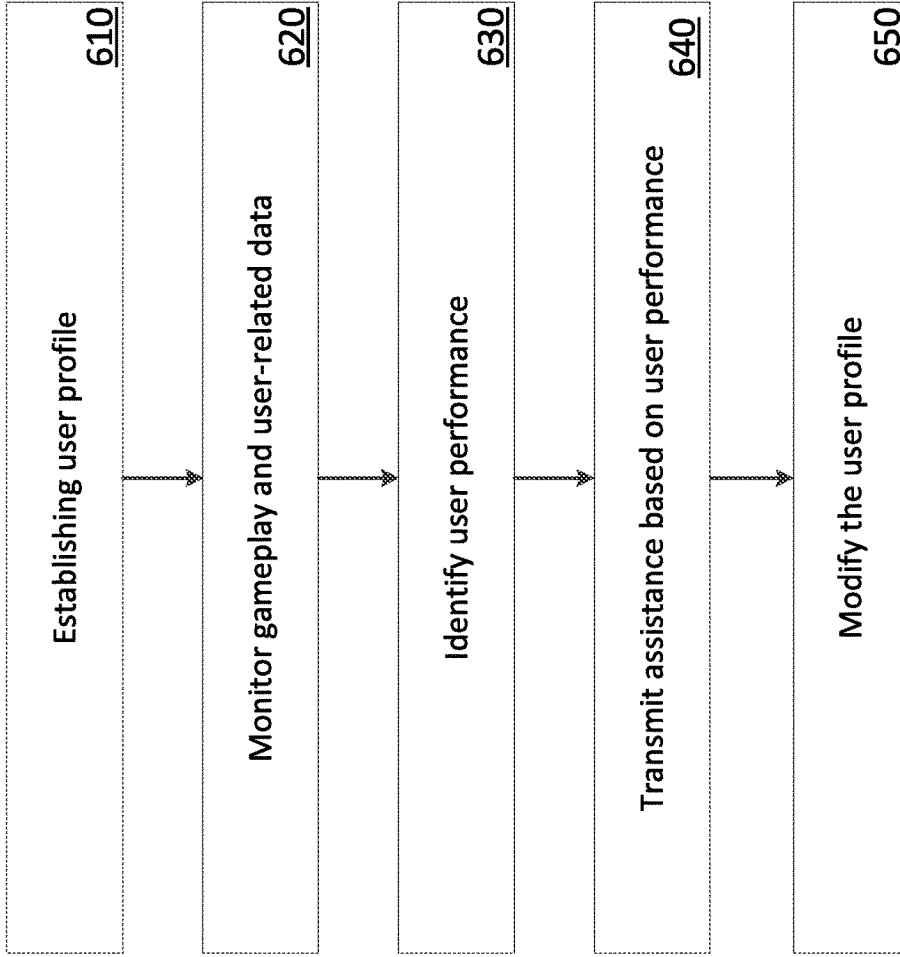 Establishing user profile
610
Monitor gameplay and user-related data
620
Identify user performance
630
Transmit assistance based on user performance
640
Modify the user profile
650